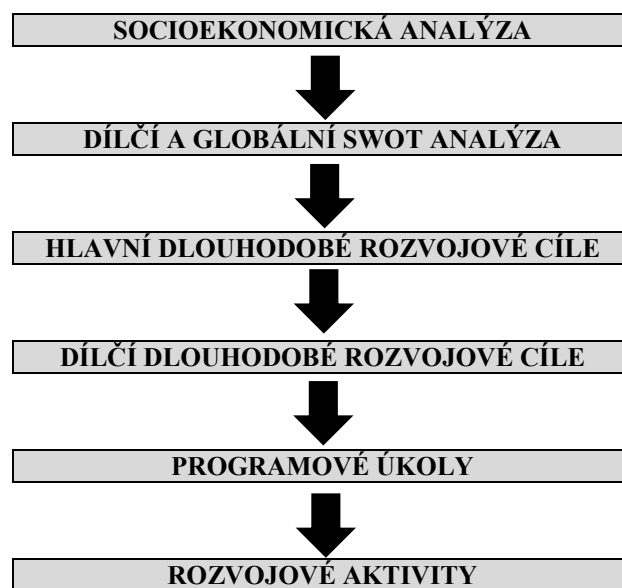 SOCIOEKONOMICKÁ ANALÝZA
DÍLČÍ A GLOBÁLNÍ SWOT ANALÝZA
HLAVNÍ DLOUHODOBÉ ROZVOJOVÉ CÍLE
DÍLČÍ DLOUHODOBÉ ROZVOJOVÉ CÍLE
PROGRAMOVÉ ÚKOLY
ROZVOJOVÉ AKTIVITY